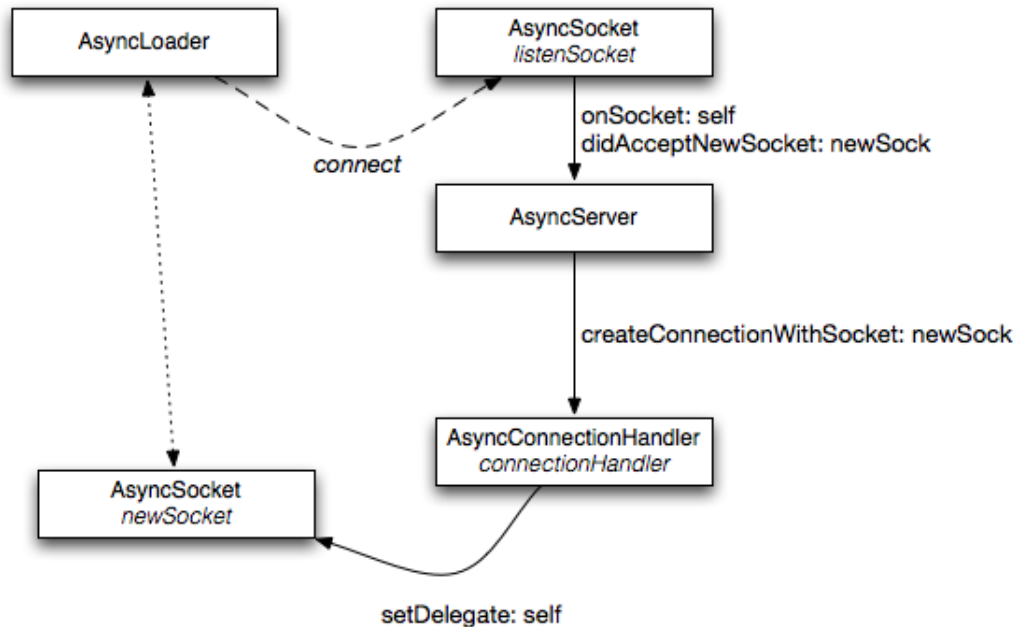 AsyncLoader
AsyncSocket
listenSocket
onSocket: self
didAcceptNewSocket: newSock
connect
AsyncServer
createConnectionWithSocket: newSock
AsyncConnectionHandler
connectionHandler
AsyncSocket
newSocket
setDelegate: self